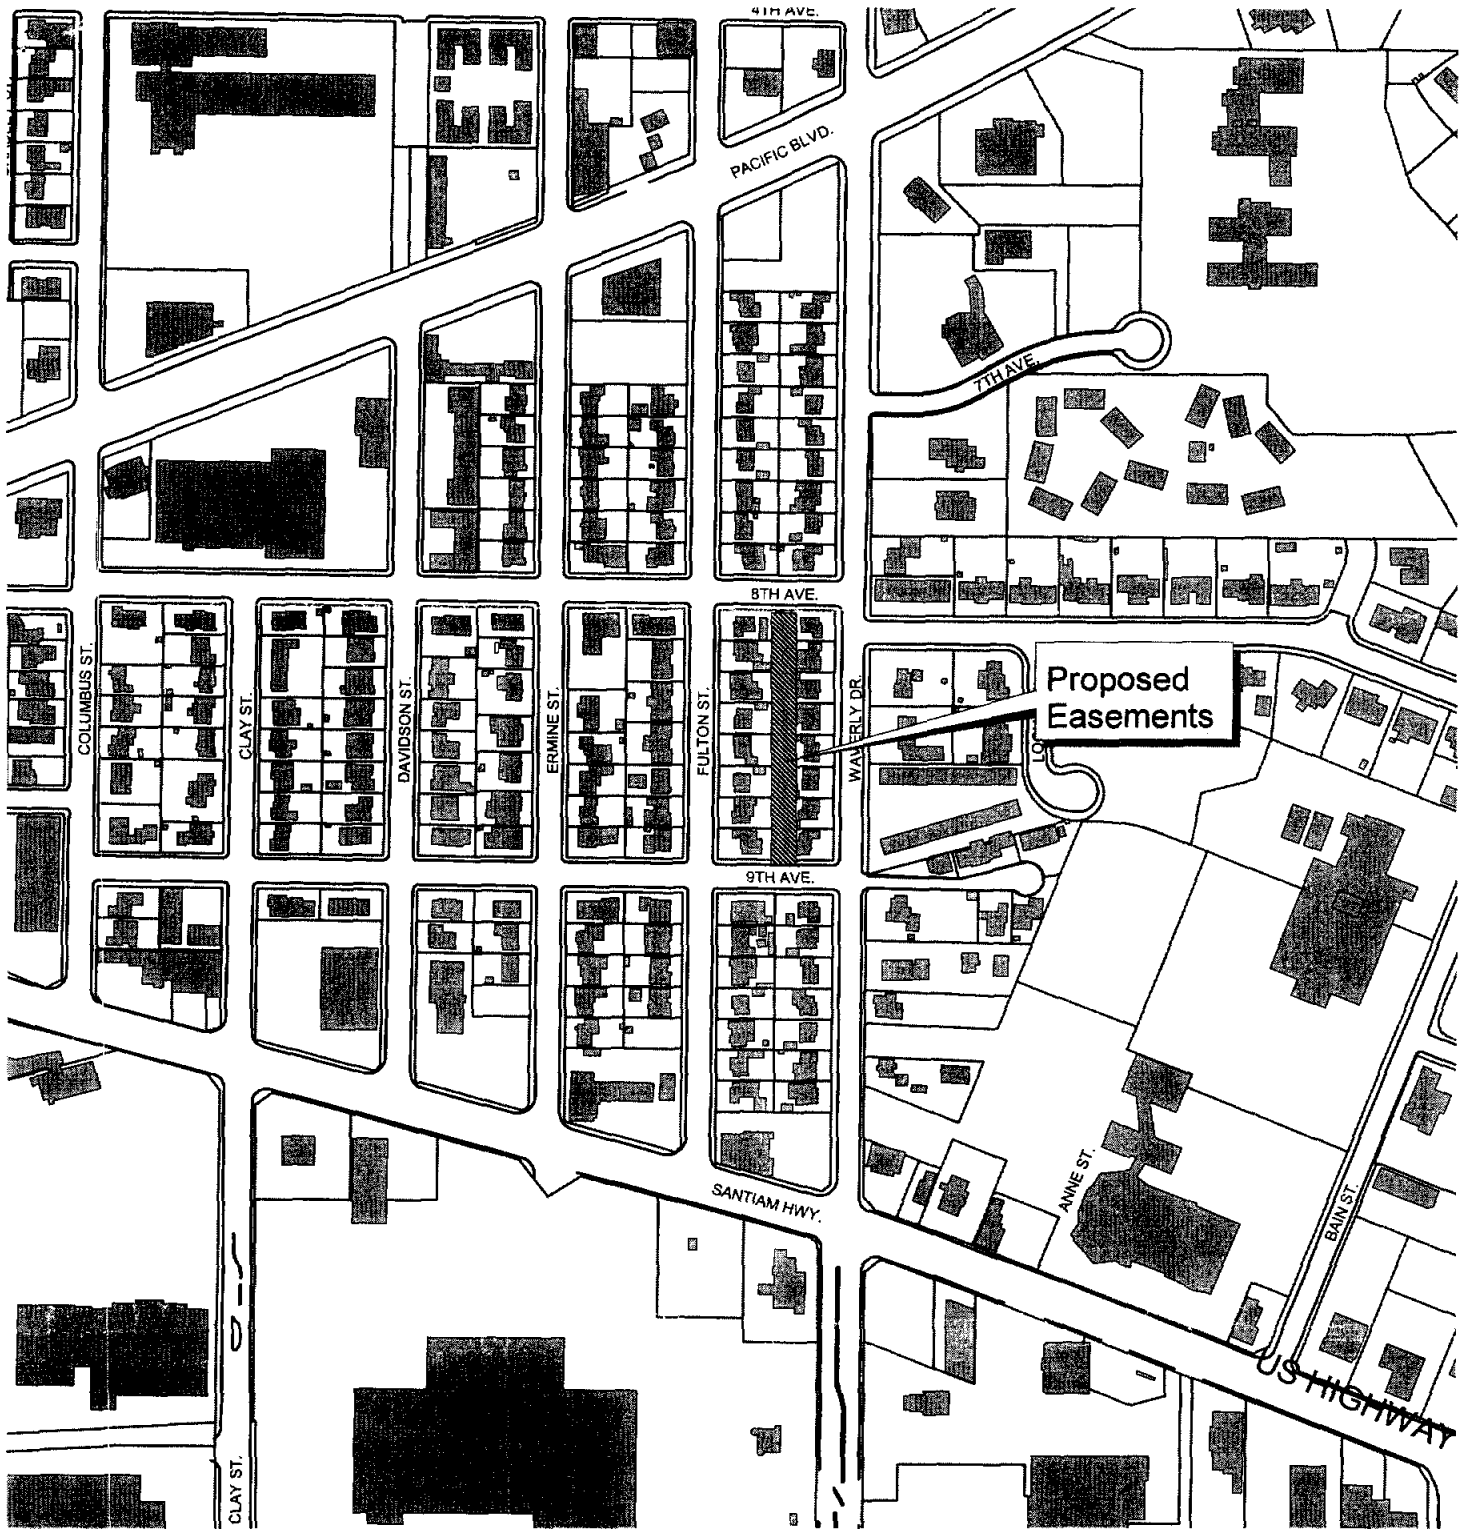 4TH AVE.
PACIFIC BLVD.
7TH AVE.
8TH AVE.
Proposed
Easements
COLUMBUS ST.
CLAY ST.
DAVIDSON ST.
ERMINE ST.
FULTON ST.
WAVERLY DR.
9TH AVE.
SANTIAM HWY.
ANNE ST.
BAIN ST.
US HIGHWAY
CLAY ST.